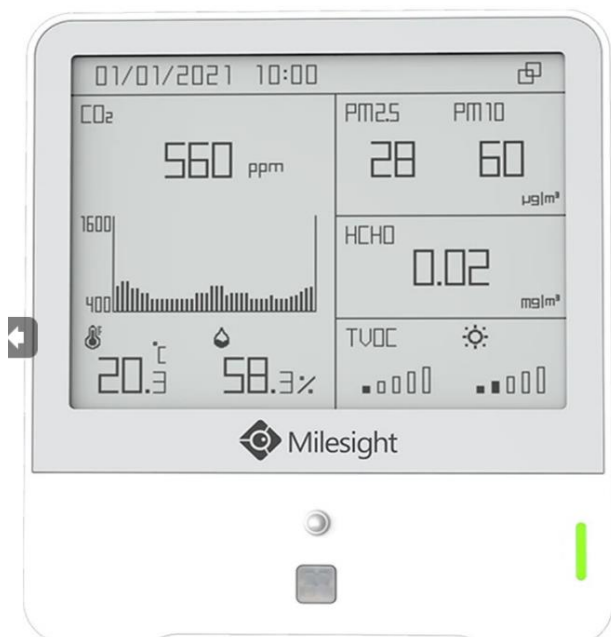 01/01/2021 10:00
CO₂
560 ppm
1600
400
°F
°C
20.3
58.3%
PM2.5 PM10
28 60
µg/m³
HCHO
0.02
mg/m³
TVOC
Milesight